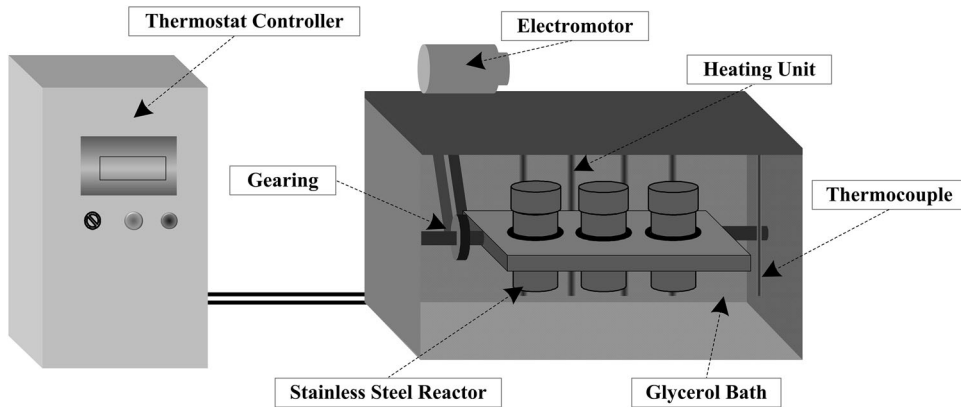 Thermostat Controller
Electromotor
Heating Unit
Gearing
Thermocouple
Stainless Steel Reactor
Glycerol Bath